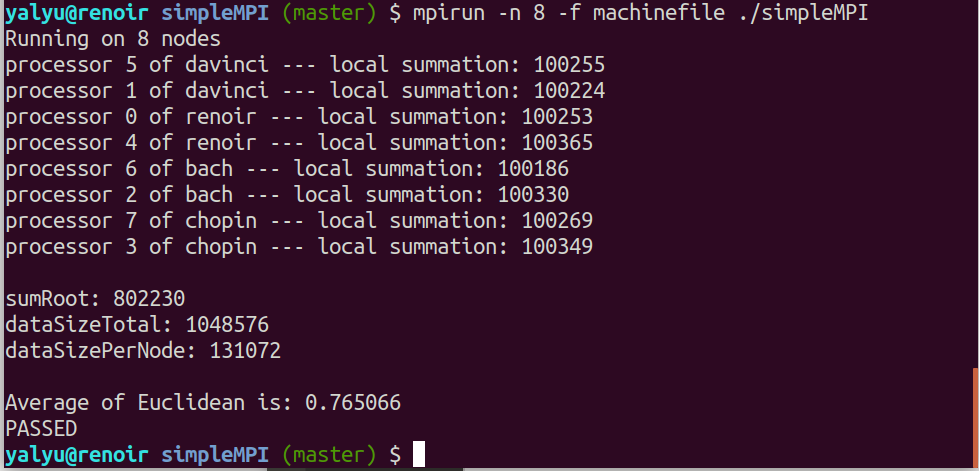 yalyu@renoir simpleMPI (master) $ mpirun -n 8 -f machinefile ./simpleMPI
Running on 8 nodes
processor 5 of davinci --- local summation: 100255
processor 1 of davinci --- local summation: 100224
processor 0 of renoir --- local summation: 100253
processor 4 of renoir --- local summation: 100365
processor 6 of bach --- local summation: 100186
processor 2 of bach --- local summation: 100330
processor 7 of chopin --- local summation: 100269
processor 3 of chopin --- local summation: 100349
sumRoot: 802230
dataSizeTotal: 1048576
dataSizePerNode: 131072
Average of Euclidean is: 0.765066
PASSED
yalyu@renoir simpleMPI (master) $